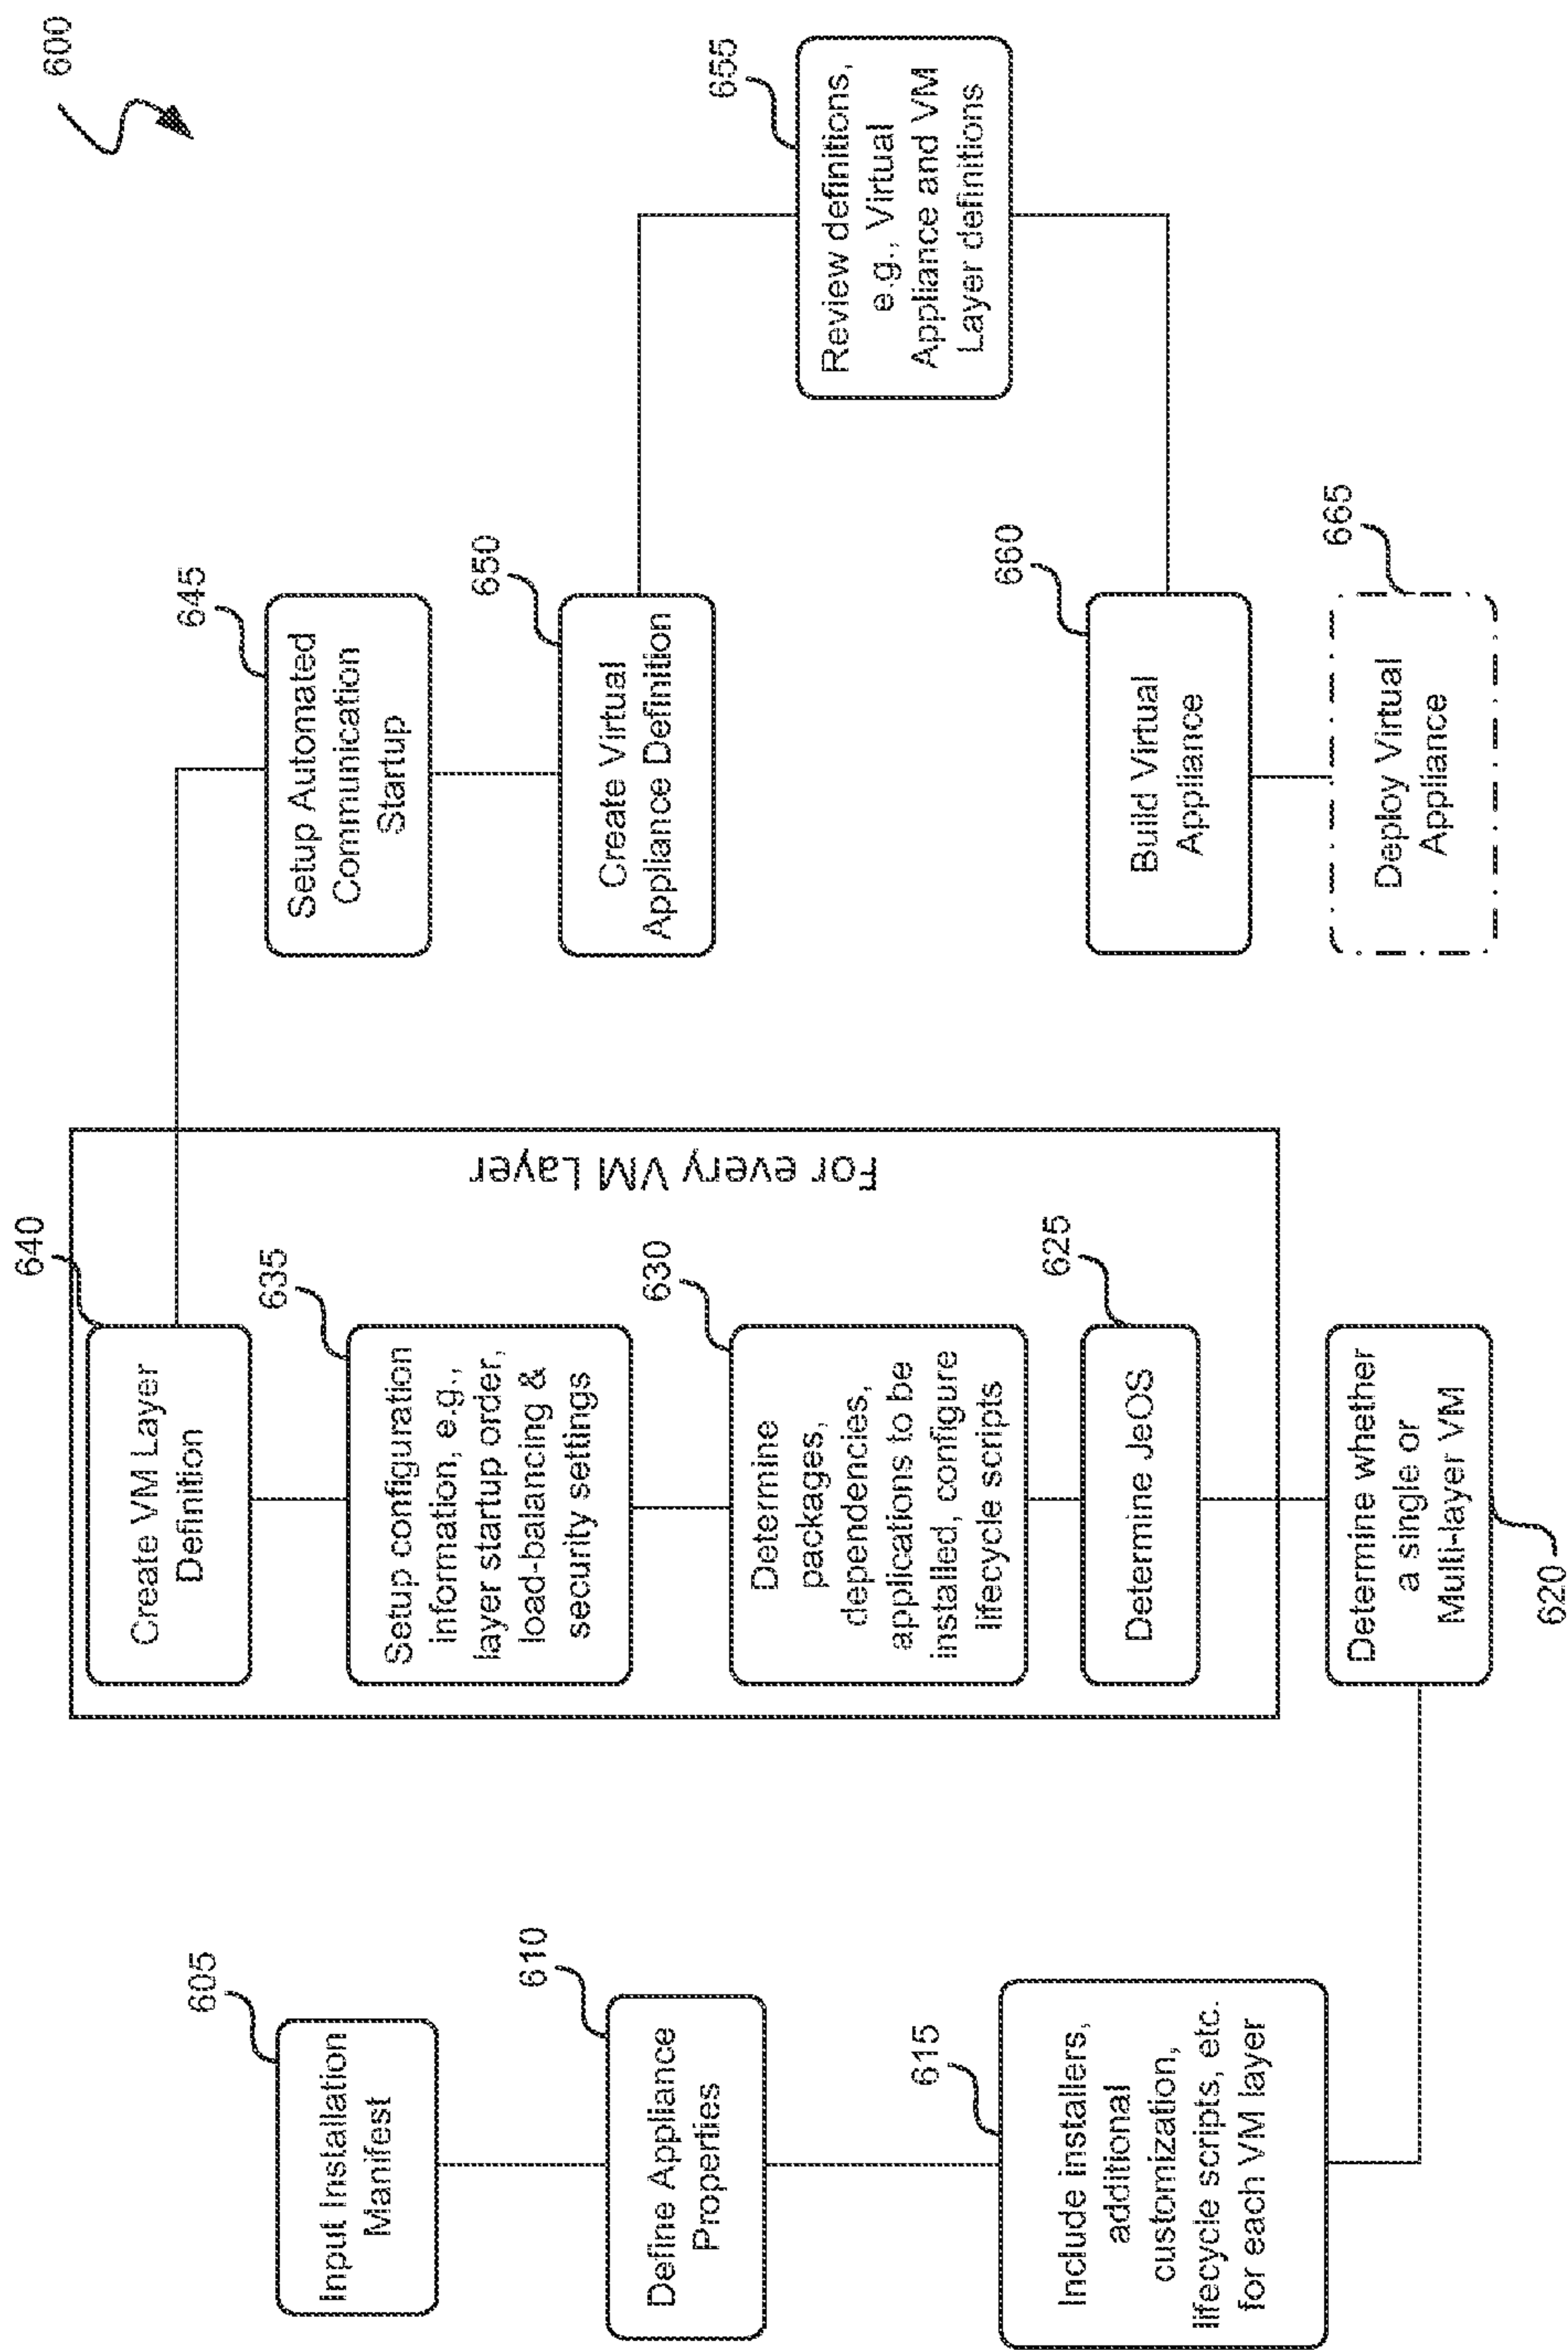 600
605
Input Installation
Manifest
610
Define Appliance
Properties
615
Include installers,
additional
customization,
lifecycle scripts, etc.
for each VM layer
620
Determine whether
a single or
Multi-layer VM
For every VM Layer
625
Determine JeOS
630
Determine
packages,
dependencies,
applications to be
installed, configure
lifecycle scripts
635
Setup configuration
information, e.g.,
layer startup order,
load-balancing &
security settings
640
Create VM Layer
Definition
645
Setup Automated
Communication
Startup
650
Create Virtual
Appliance Definition
655
Review definitions,
e.g., Virtual
Appliance and VM
Layer definitions
660
Build Virtual
Appliance
665
Deploy Virtual
Appliance